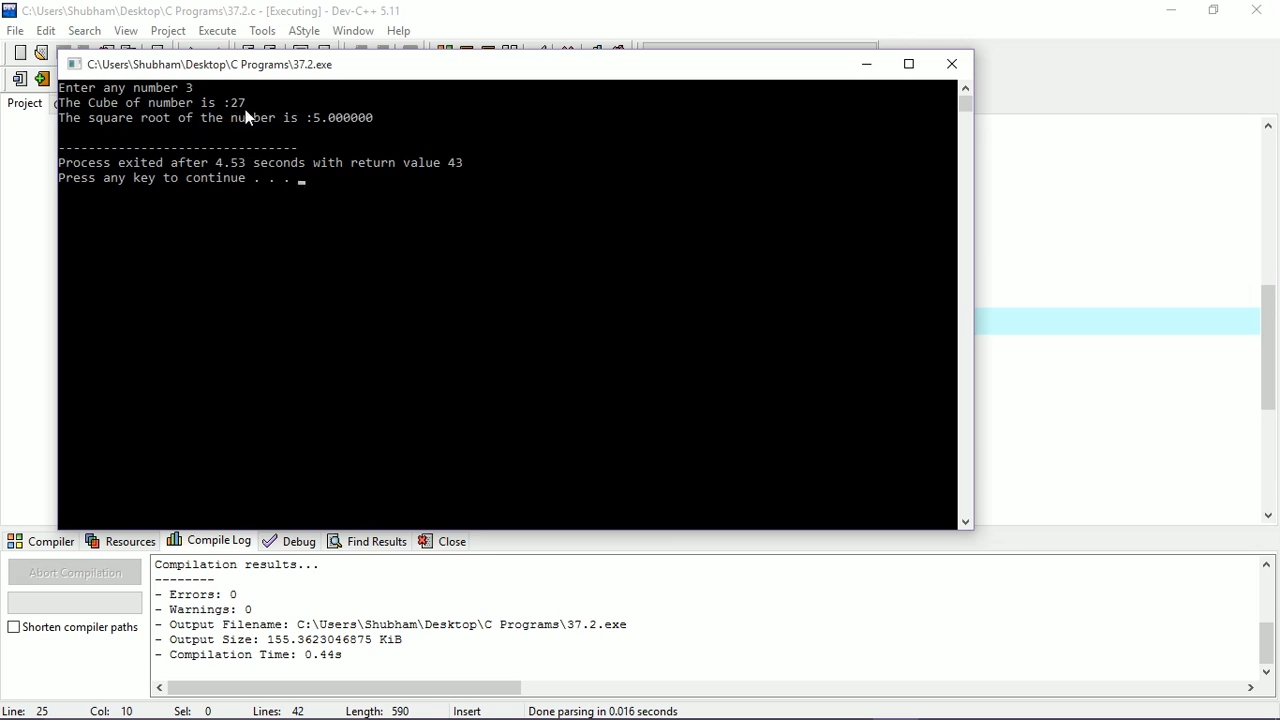 C:\Users\Shubham\Desktop\C Programs\37.2.c - [Executing] - Dev-C++ 5.11
File Edit Search View Project Execute Tools AStyle Window Help
C:\Users\Shubham\Desktop\C Programs\37.2.exe
Project
Enter any number 3
The Cube of number is :27
The square root of the number is :5.000000
--------------------------------
Process exited after 4.53 seconds with return value 43
Press any key to continue . . .
Compiler Resources Compile Log Debug Find Results Close
Abort Compilation
Shorten compiler paths
Compilation results...
--------
- Errors: 0
- Warnings: 0
- Output Filename: C:\Users\Shubham\Desktop\C Programs\37.2.exe
- Output Size: 155.3623046875 KiB
- Compilation Time: 0.44s
Line: 25 Col: 10 Sel: 0 Lines: 42 Length: 590 Insert Done parsing in 0.016 seconds